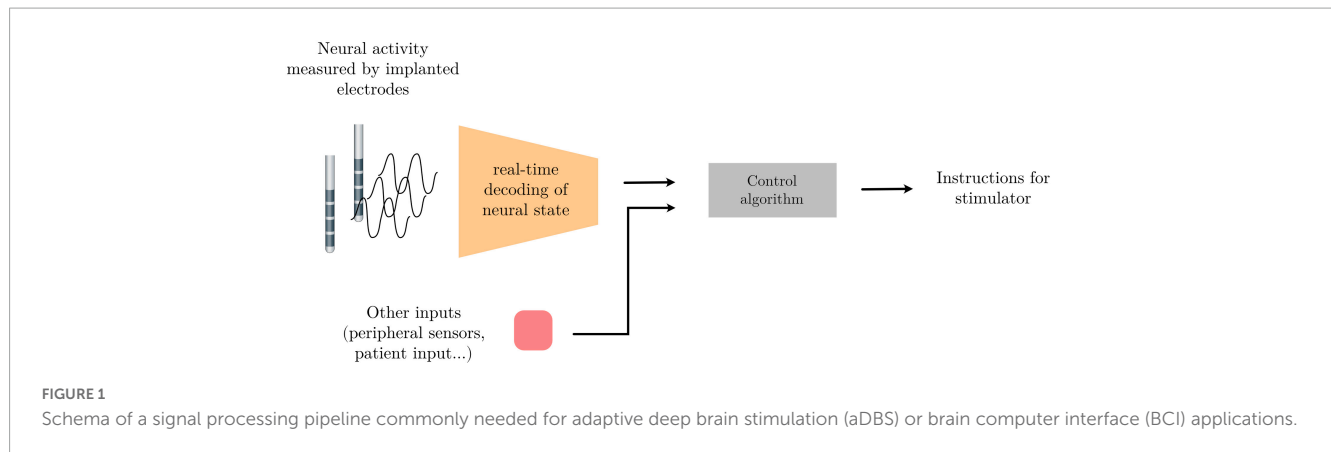 Neural activity
measured by implanted
electrodes
real-time
decoding of
neural state
Control
algorithm
Instructions for
stimulator
Other inputs
(peripheral sensors,
patient input...)
FIGURE 1
Schema of a signal processing pipeline commonly needed for adaptive deep brain stimulation (aDBS) or brain computer interface (BCI) applications.